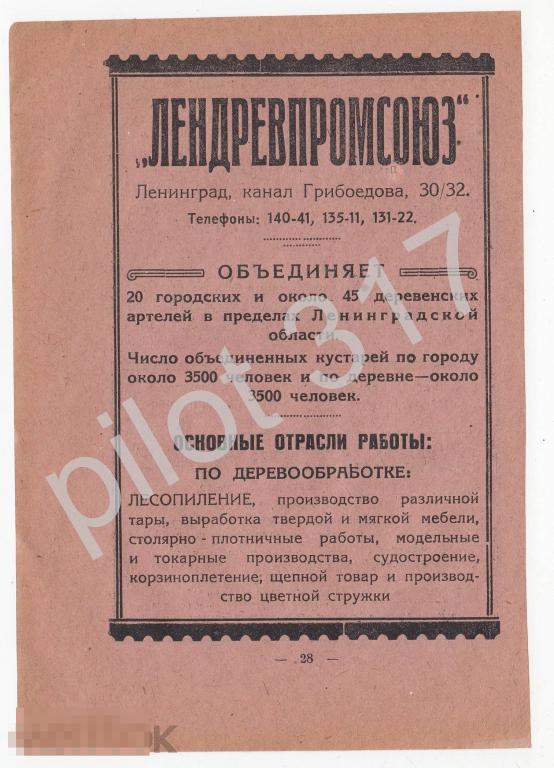 „ЛЕНДРЕВПРОМСОЮЗ“
Ленинград, канал Грибоедова, 30/32.
Телефоны: 140-41, 135-11, 131-22.
ОБЪЕДИНЯЕТ
20 городских и около 45 деревенских
артелей в пределах Ленинградской
области.
Число объединенных кустарей по городу
около 3500 человек и по деревне—около
3500 человек.
ОСНОВНЫЕ ОТРАСЛИ РАБОТЫ:
ПО ДЕРЕВООБРАБОТКЕ:
ЛЕСОПИЛЕНИЕ, производство различной
тары, выработка твердой и мягкой мебели,
столярно-плотничные работы, модельные
и токарные производства, судостроение,
корзиноплетение, щепной товар и производ-
ство цветной стружки
— 28 —
pilot 317